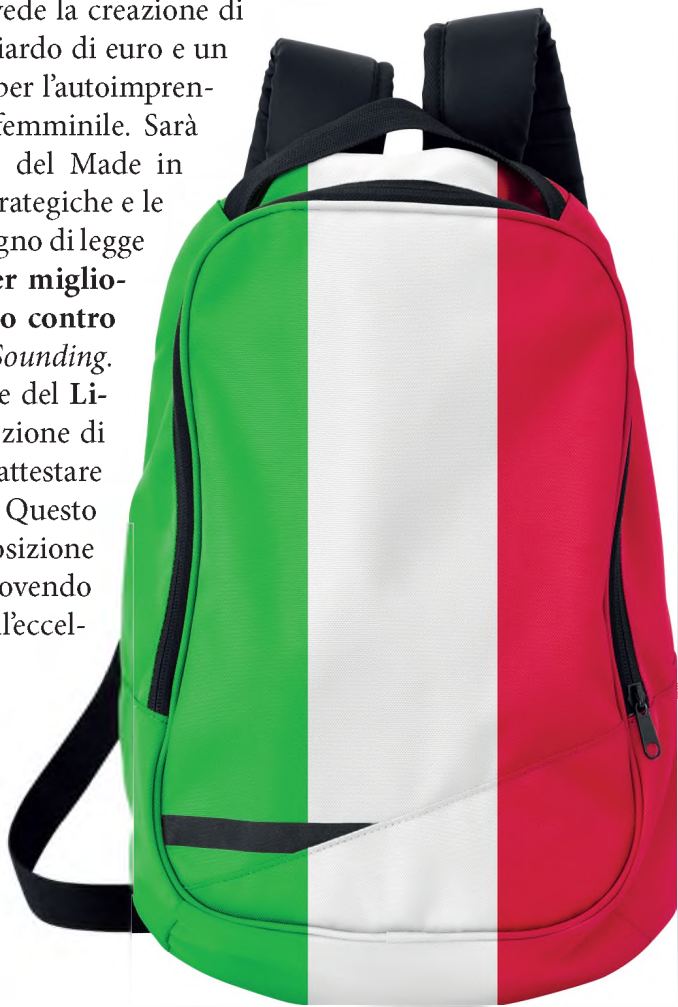 vede la creazione di
iardo di euro e un
per l’autoimpren-
femminile. Sarà
del Made in
rategiche e le
gno di legge
er miglio-
o contro
Sounding.
e del Li-
zione di
attestare
Questo
osizione
ovendo
ll’eccel-